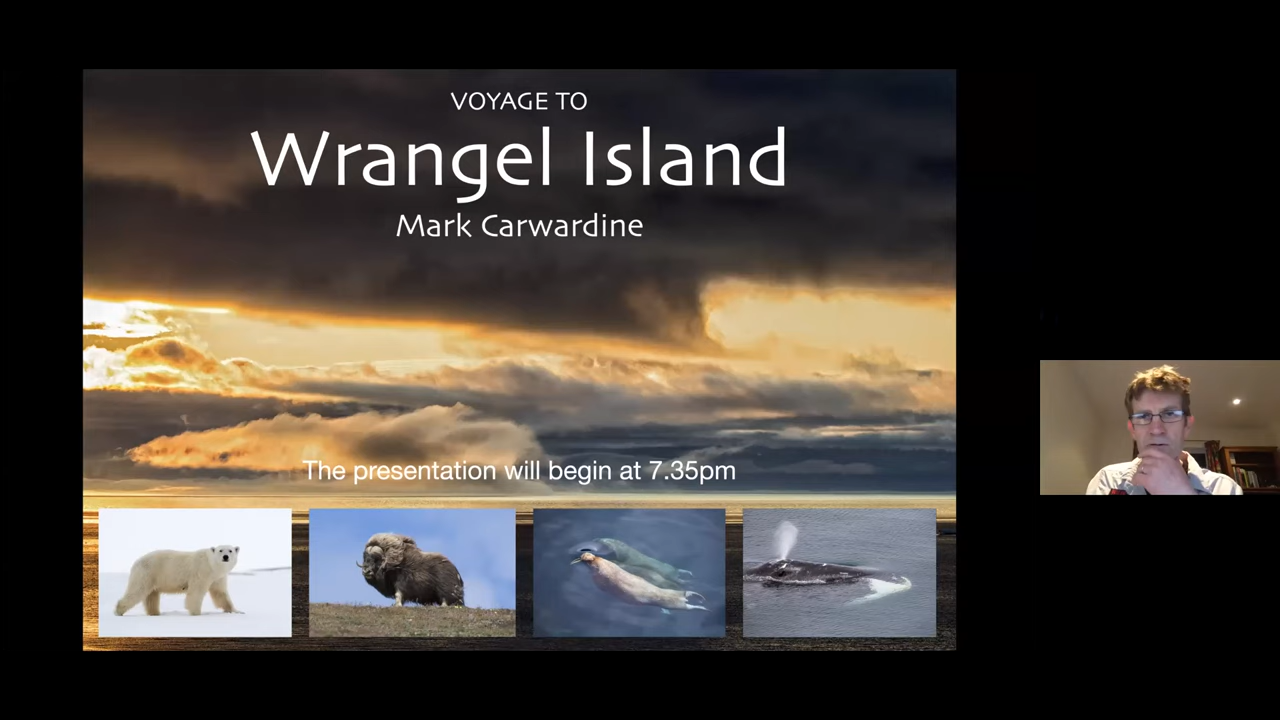 VOYAGE TO
Wrangel Island
Mark Carwardine
The presentation will begin at 7.35pm